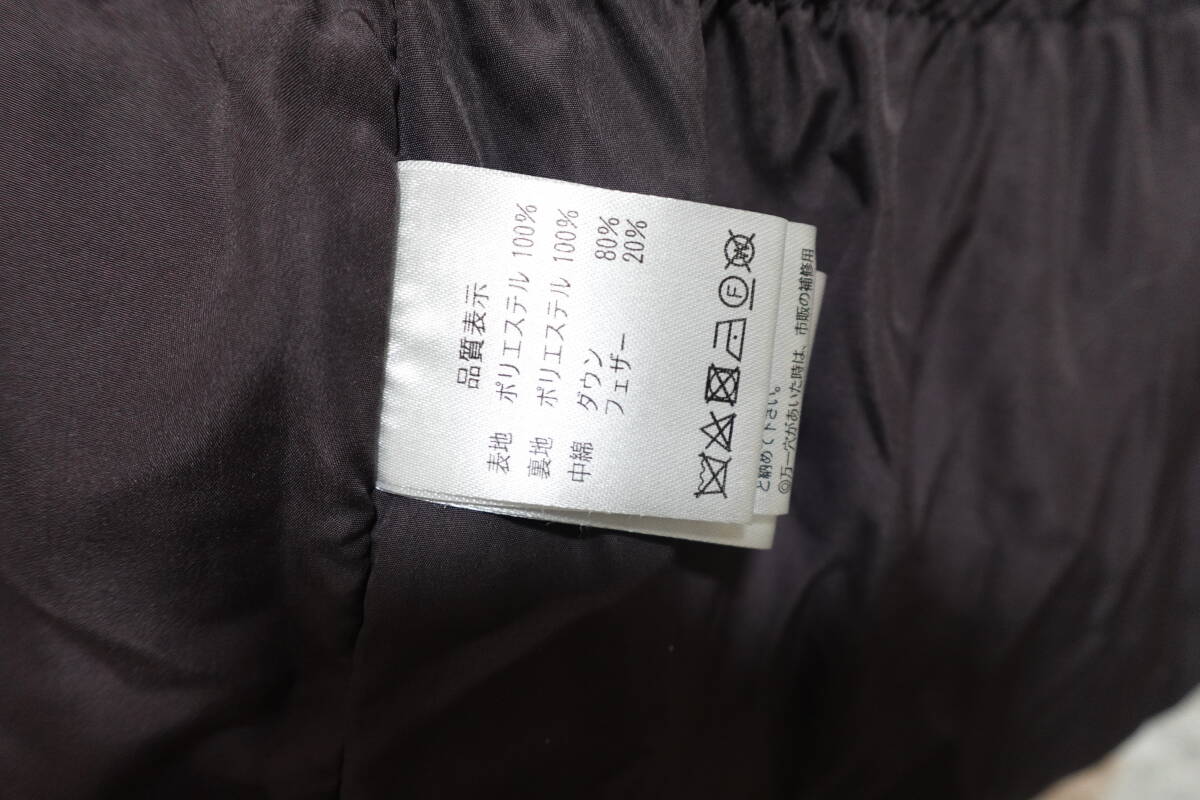 品質表示
表地 ポリエステル 100%
裏地 ポリエステル 100%
中綿 ダウン 80%
フェザー 20%
F
W
と納めて下さい。
◎万一穴があいた時は、市販の補修用